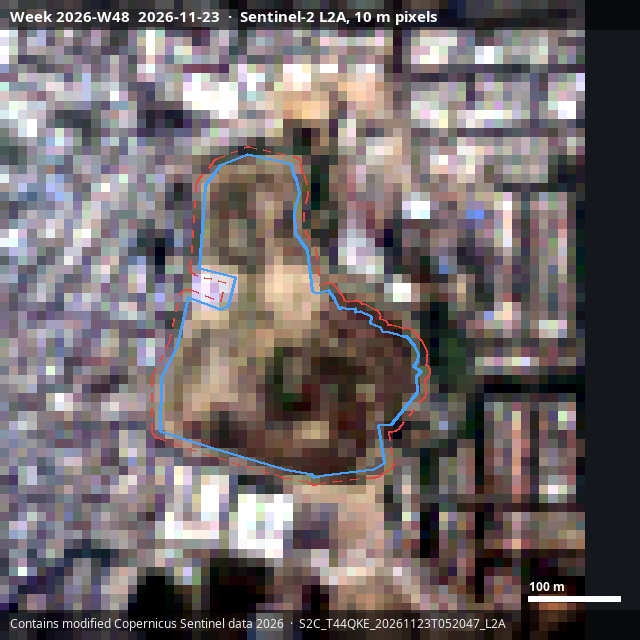 Week 2026-W48 2026-11-23 · Sentinel-2 L2A, 10 m pixels
100 m
Contains modified Copernicus Sentinel data 2026 · S2C_T44QKE_20261123T052047_L2A